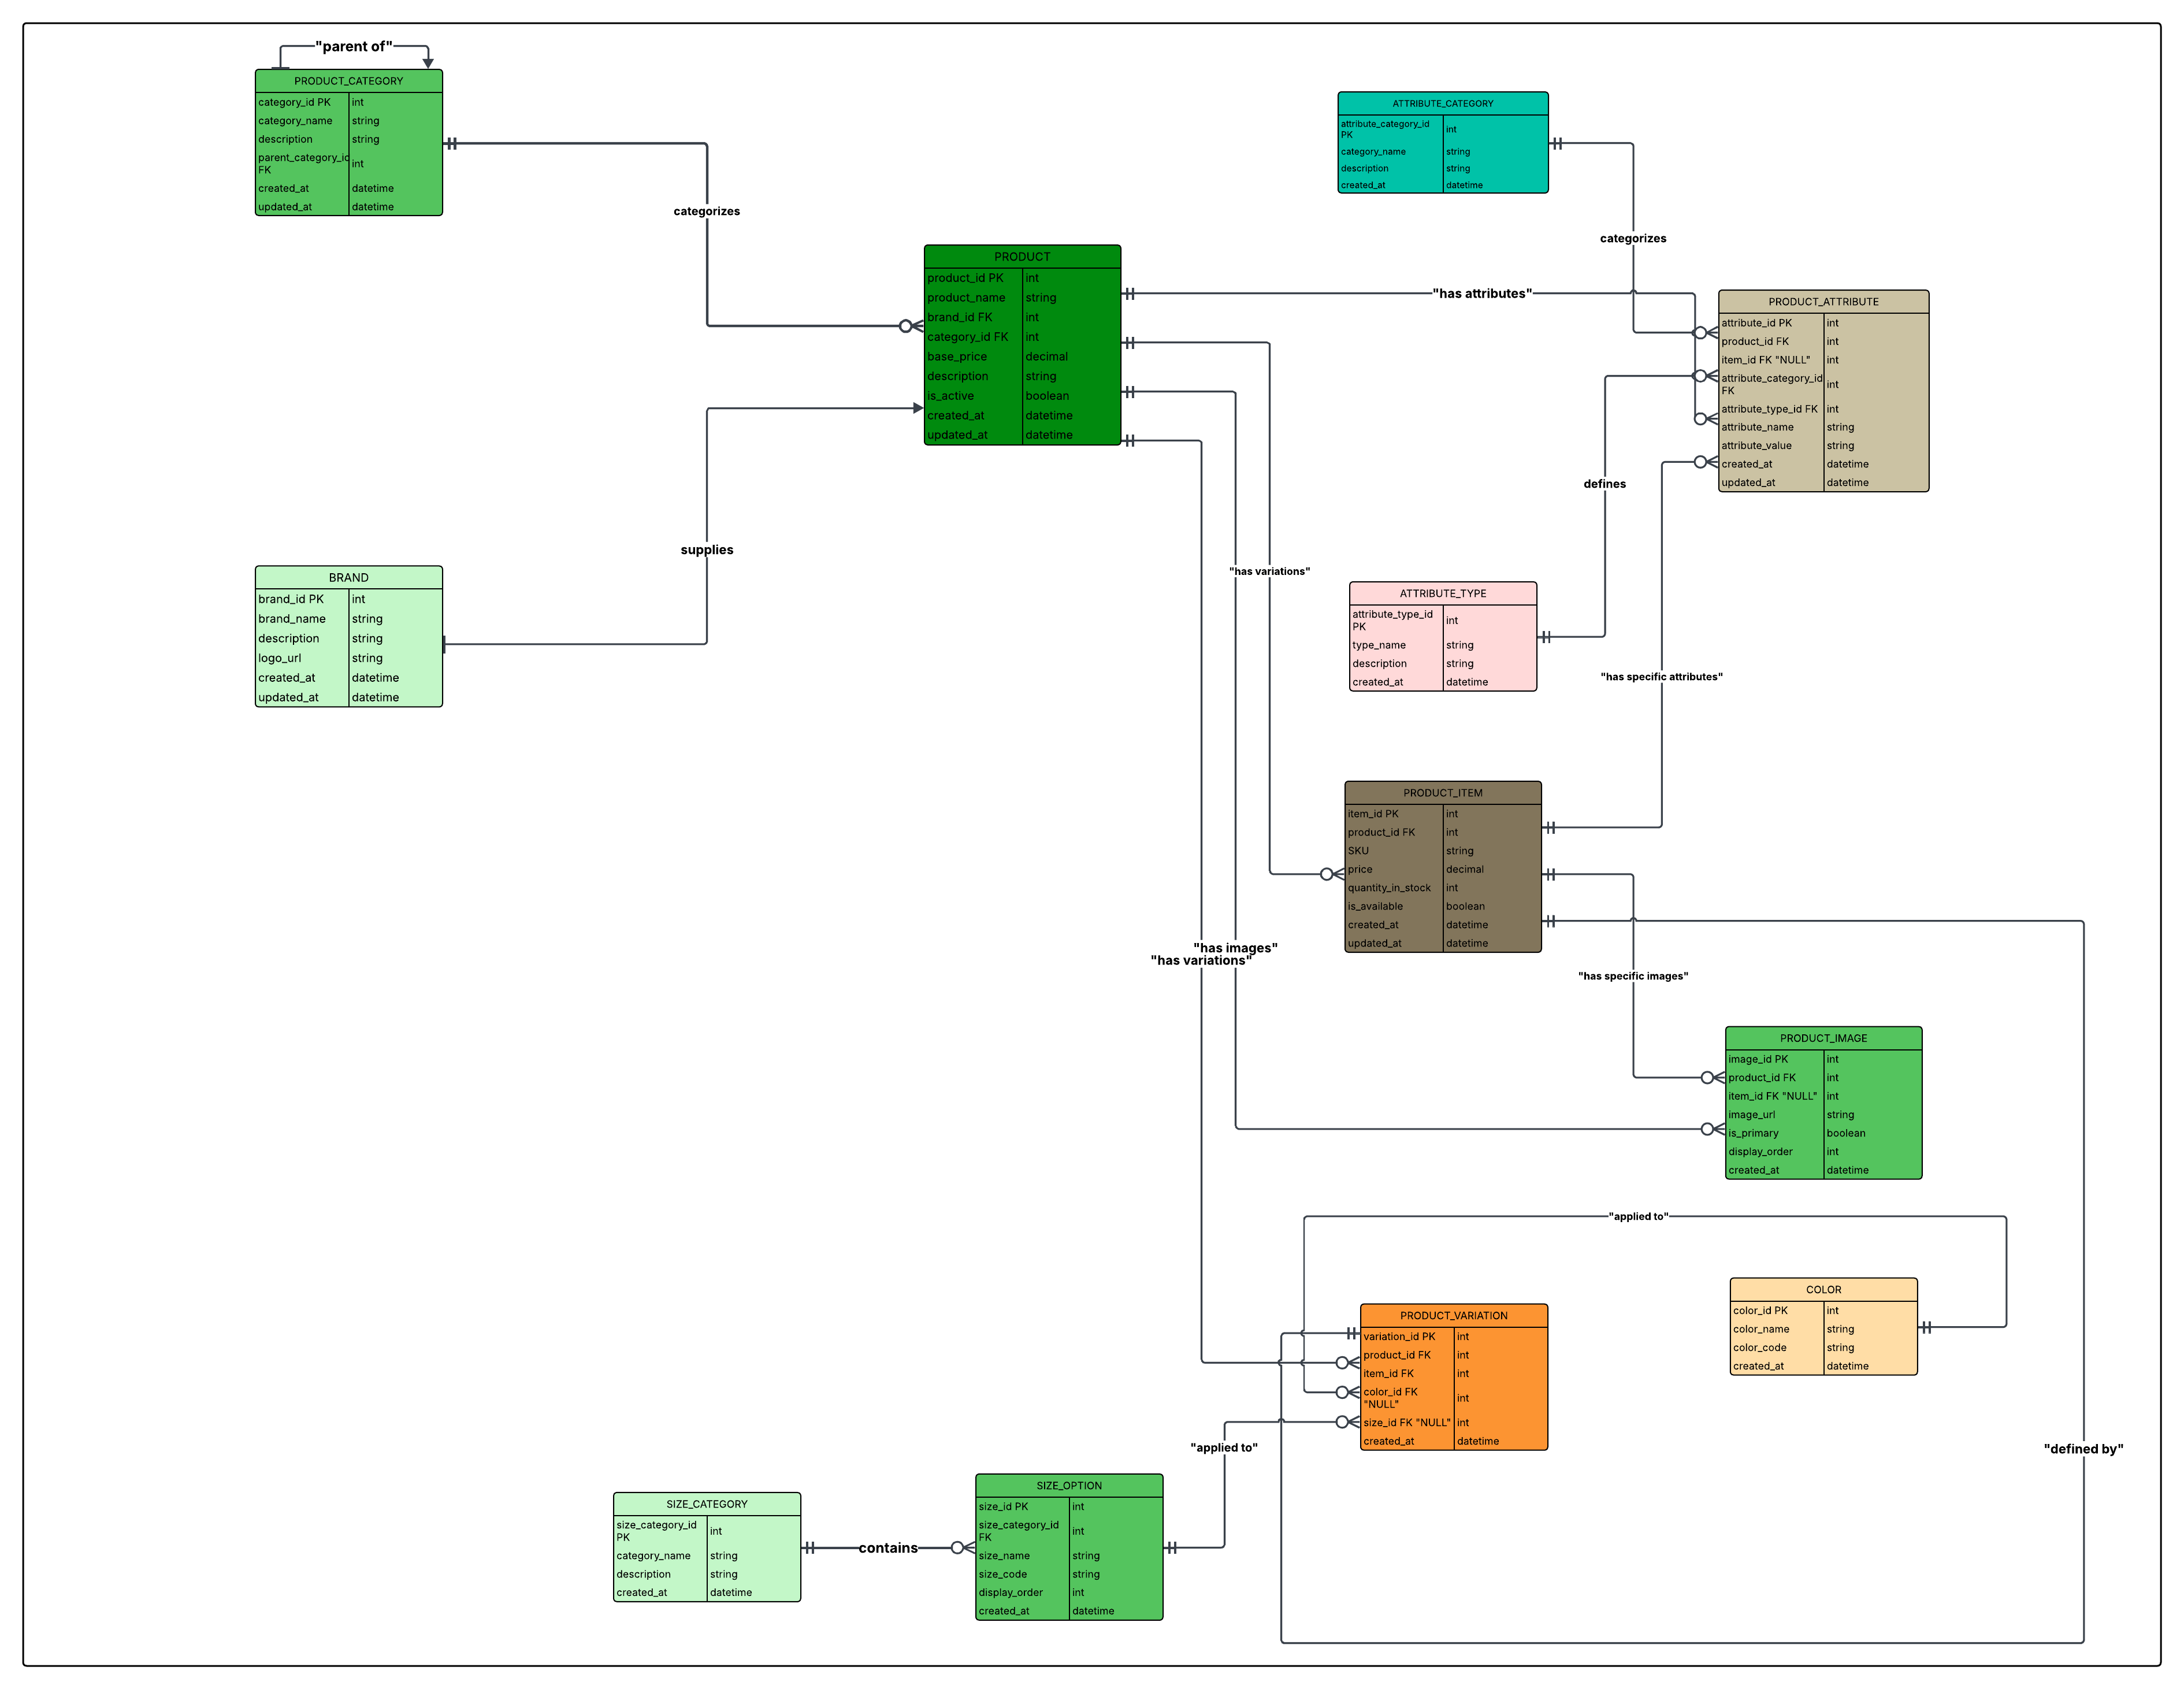 "parent of"
PRODUCT_CATEGORY
category_id PK int
category_name string
description string
parent_category_id
FK int
created_at datetime
updated_at datetime
categorizes
ATTRIBUTE_CATEGORY
attribute_category_id
PK int
category_name string
description string
created_at datetime
categorizes
PRODUCT
product_id PK int
product_name string
brand_id FK int
category_id FK int
base_price decimal
description string
is_active boolean
created_at datetime
updated_at datetime
"has attributes"
PRODUCT_ATTRIBUTE
attribute_id PK int
product_id FK int
item_id FK "NULL" int
attribute_category_id
FK int
attribute_type_id FK int
attribute_name string
attribute_value string
created_at datetime
updated_at datetime
defines
supplies
BRAND
brand_id PK int
brand_name string
description string
logo_url string
created_at datetime
updated_at datetime
"has variations"
ATTRIBUTE_TYPE
attribute_type_id
PK int
type_name string
description string
created_at datetime
"has specific attributes"
PRODUCT_ITEM
item_id PK int
product_id FK int
SKU string
price decimal
quantity_in_stock int
is_available boolean
created_at datetime
updated_at datetime
"has images"
"has variations"
"has specific images"
PRODUCT_IMAGE
image_id PK int
product_id FK int
item_id FK "NULL" int
image_url string
is_primary boolean
display_order int
created_at datetime
"applied to"
COLOR
color_id PK int
color_name string
color_code string
created_at datetime
PRODUCT_VARIATION
variation_id PK int
product_id FK int
item_id FK int
color_id FK
"NULL" int
size_id FK "NULL" int
created_at datetime
"applied to"
"defined by"
SIZE_CATEGORY
size_category_id
PK int
category_name string
description string
created_at datetime
contains
SIZE_OPTION
size_id PK int
size_category_id
FK int
size_name string
size_code string
display_order int
created_at datetime